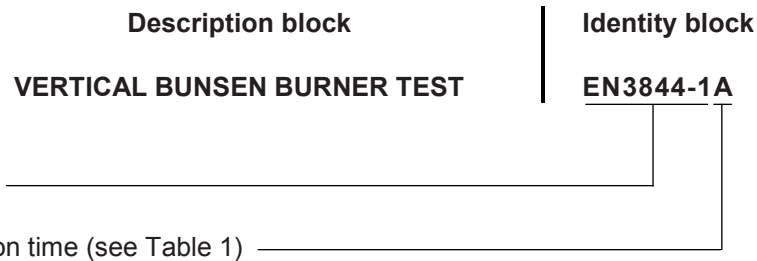 Description block Identity block
VERTICAL BUNSEN BURNER TEST EN3844-1A
on time (see Table 1)